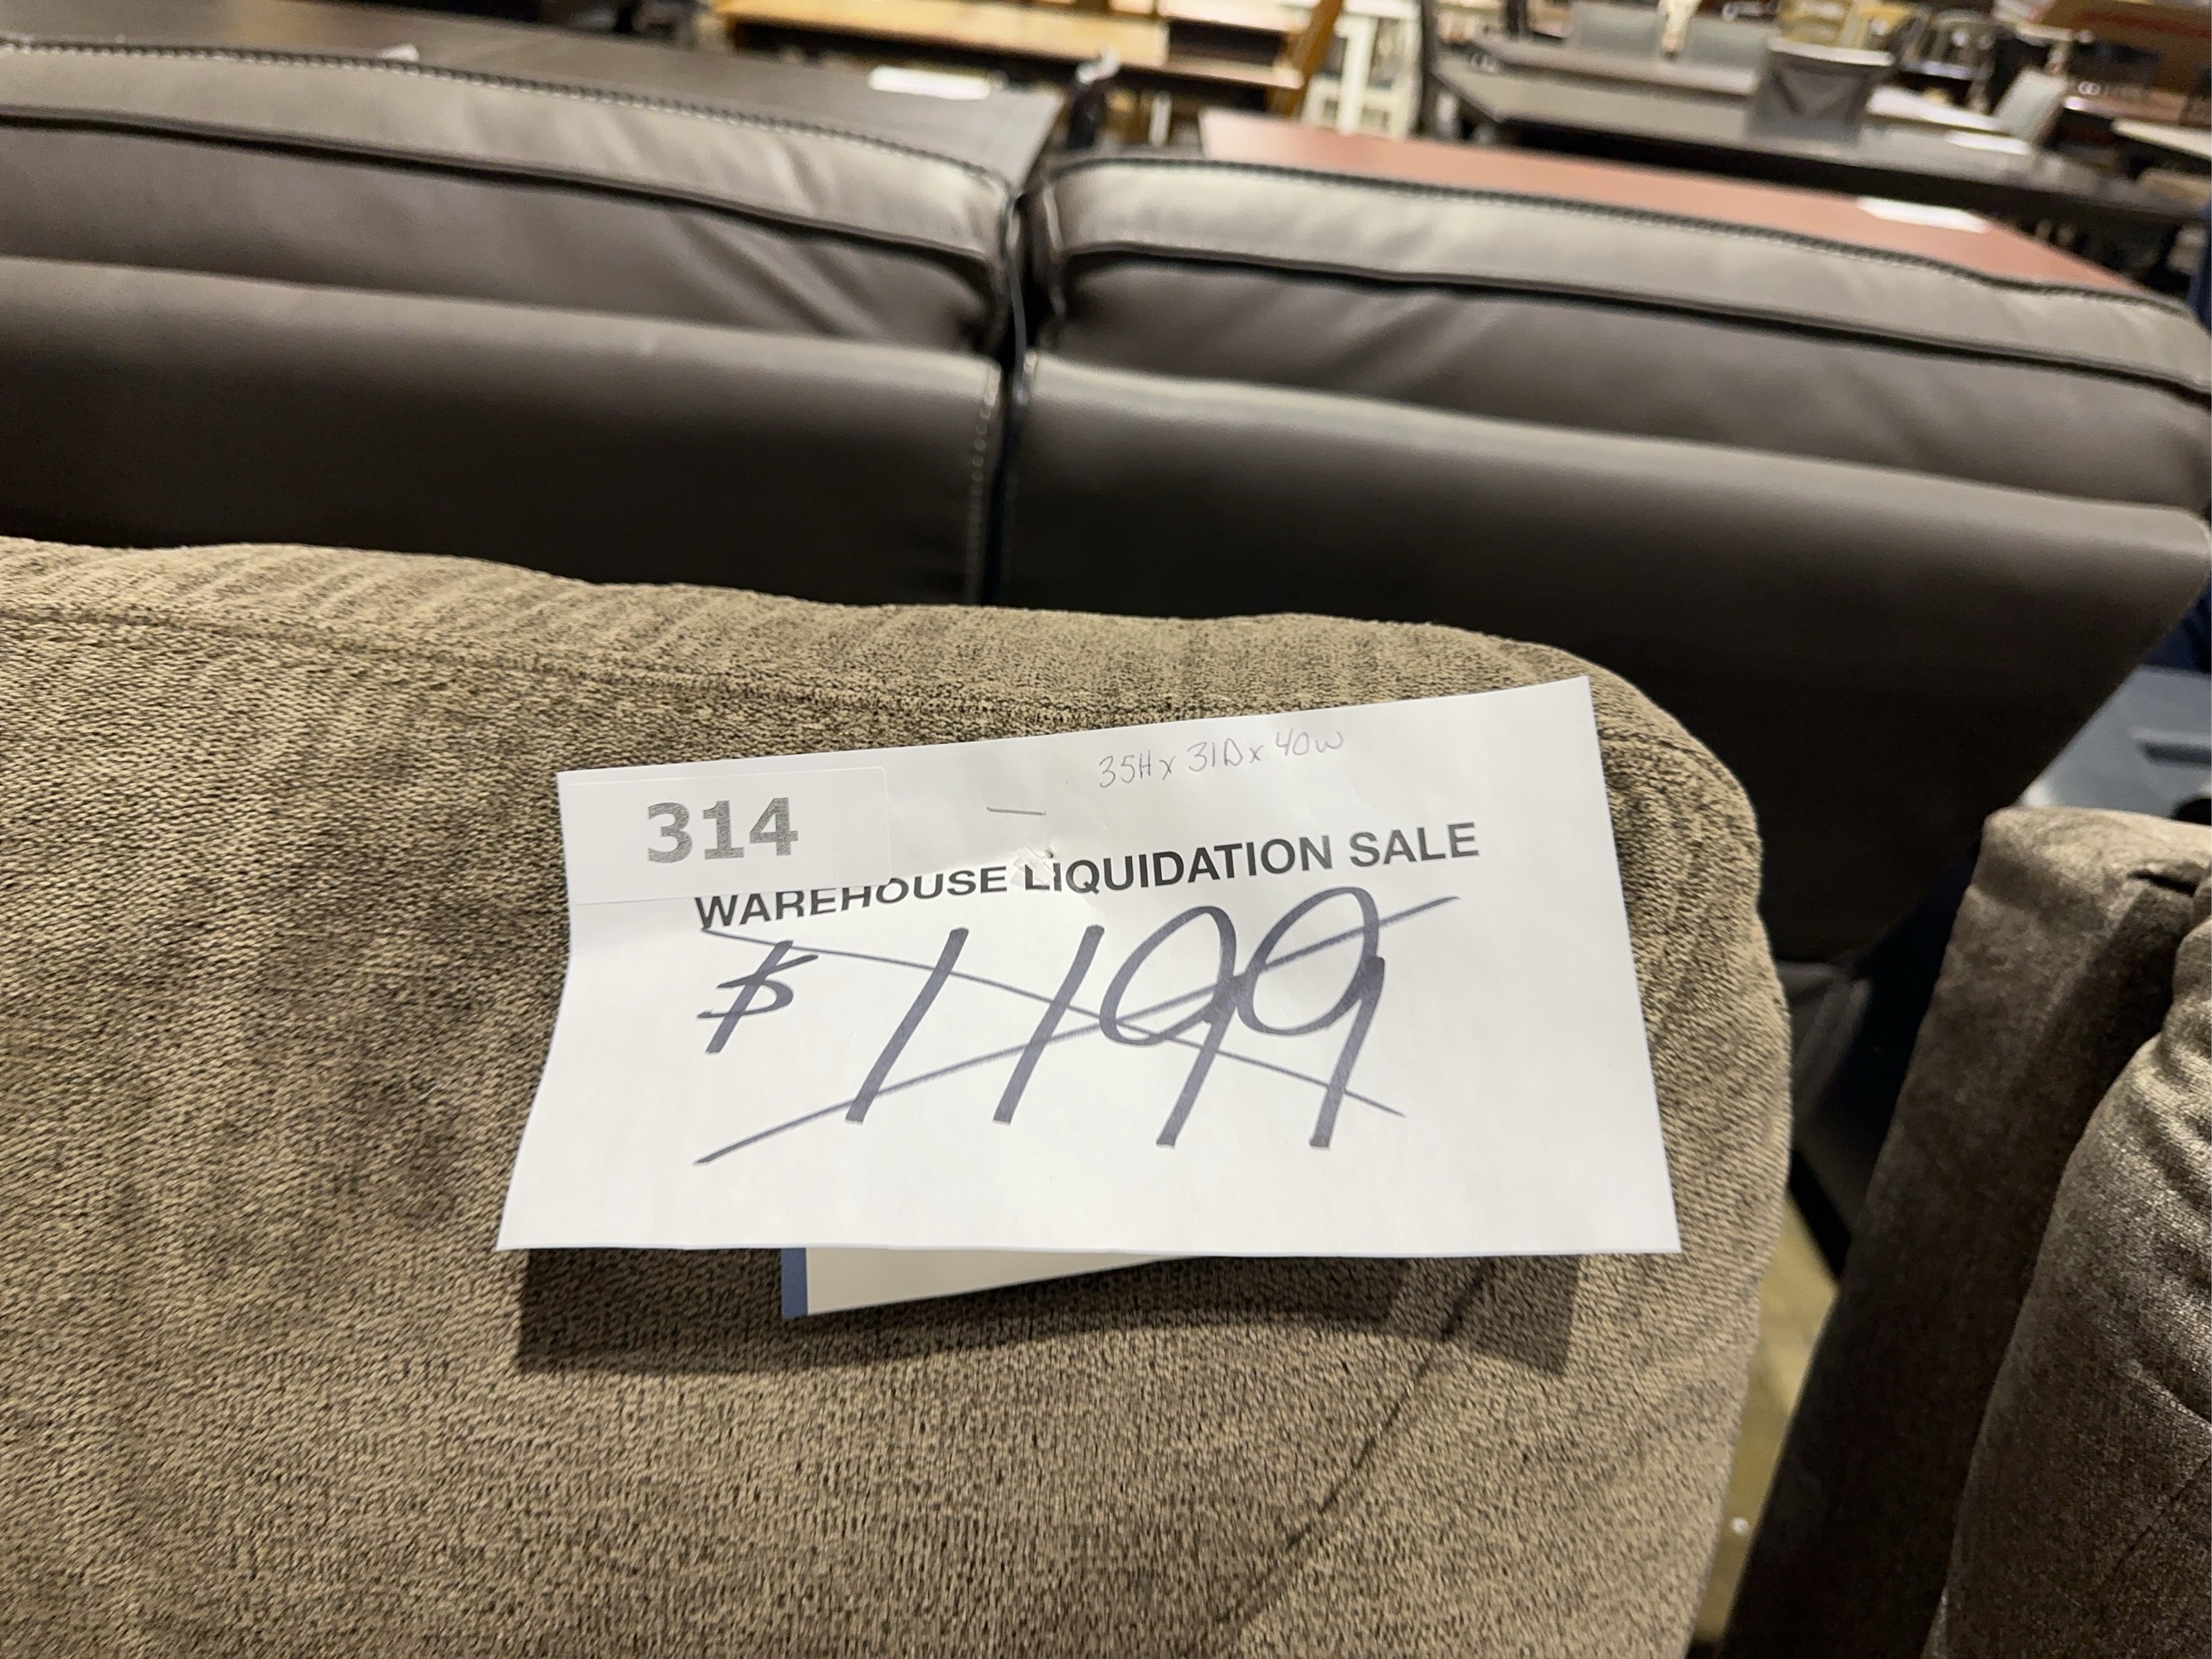 35H x 31D x 40W
314
WAREHOUSE LIQUIDATION SALE
$ 1199